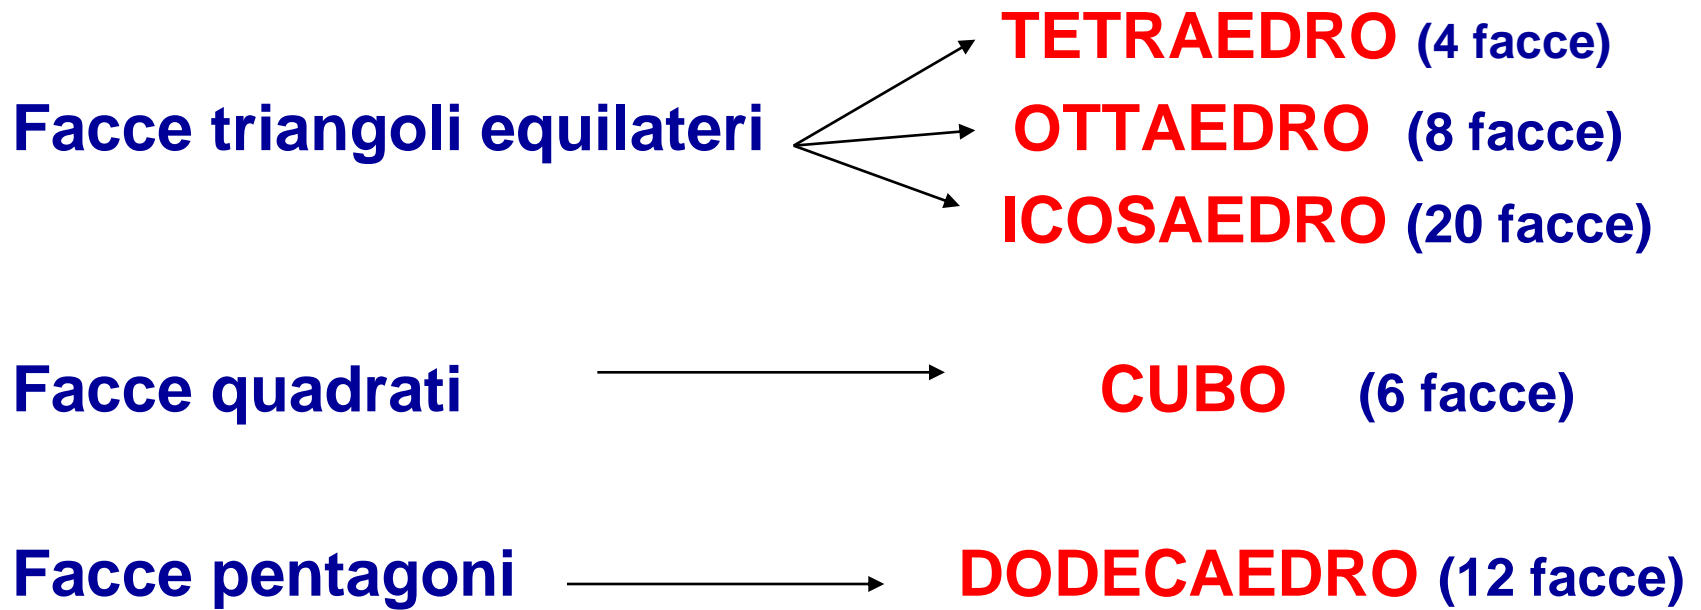 TETRAEDRO (4 facce)
Facce triangoli equilateri OTTAEDRO (8 facce)
ICOSAEDRO (20 facce)
Facce quadrati CUBO (6 facce)
Facce pentagoni DODECAEDRO (12 facce)